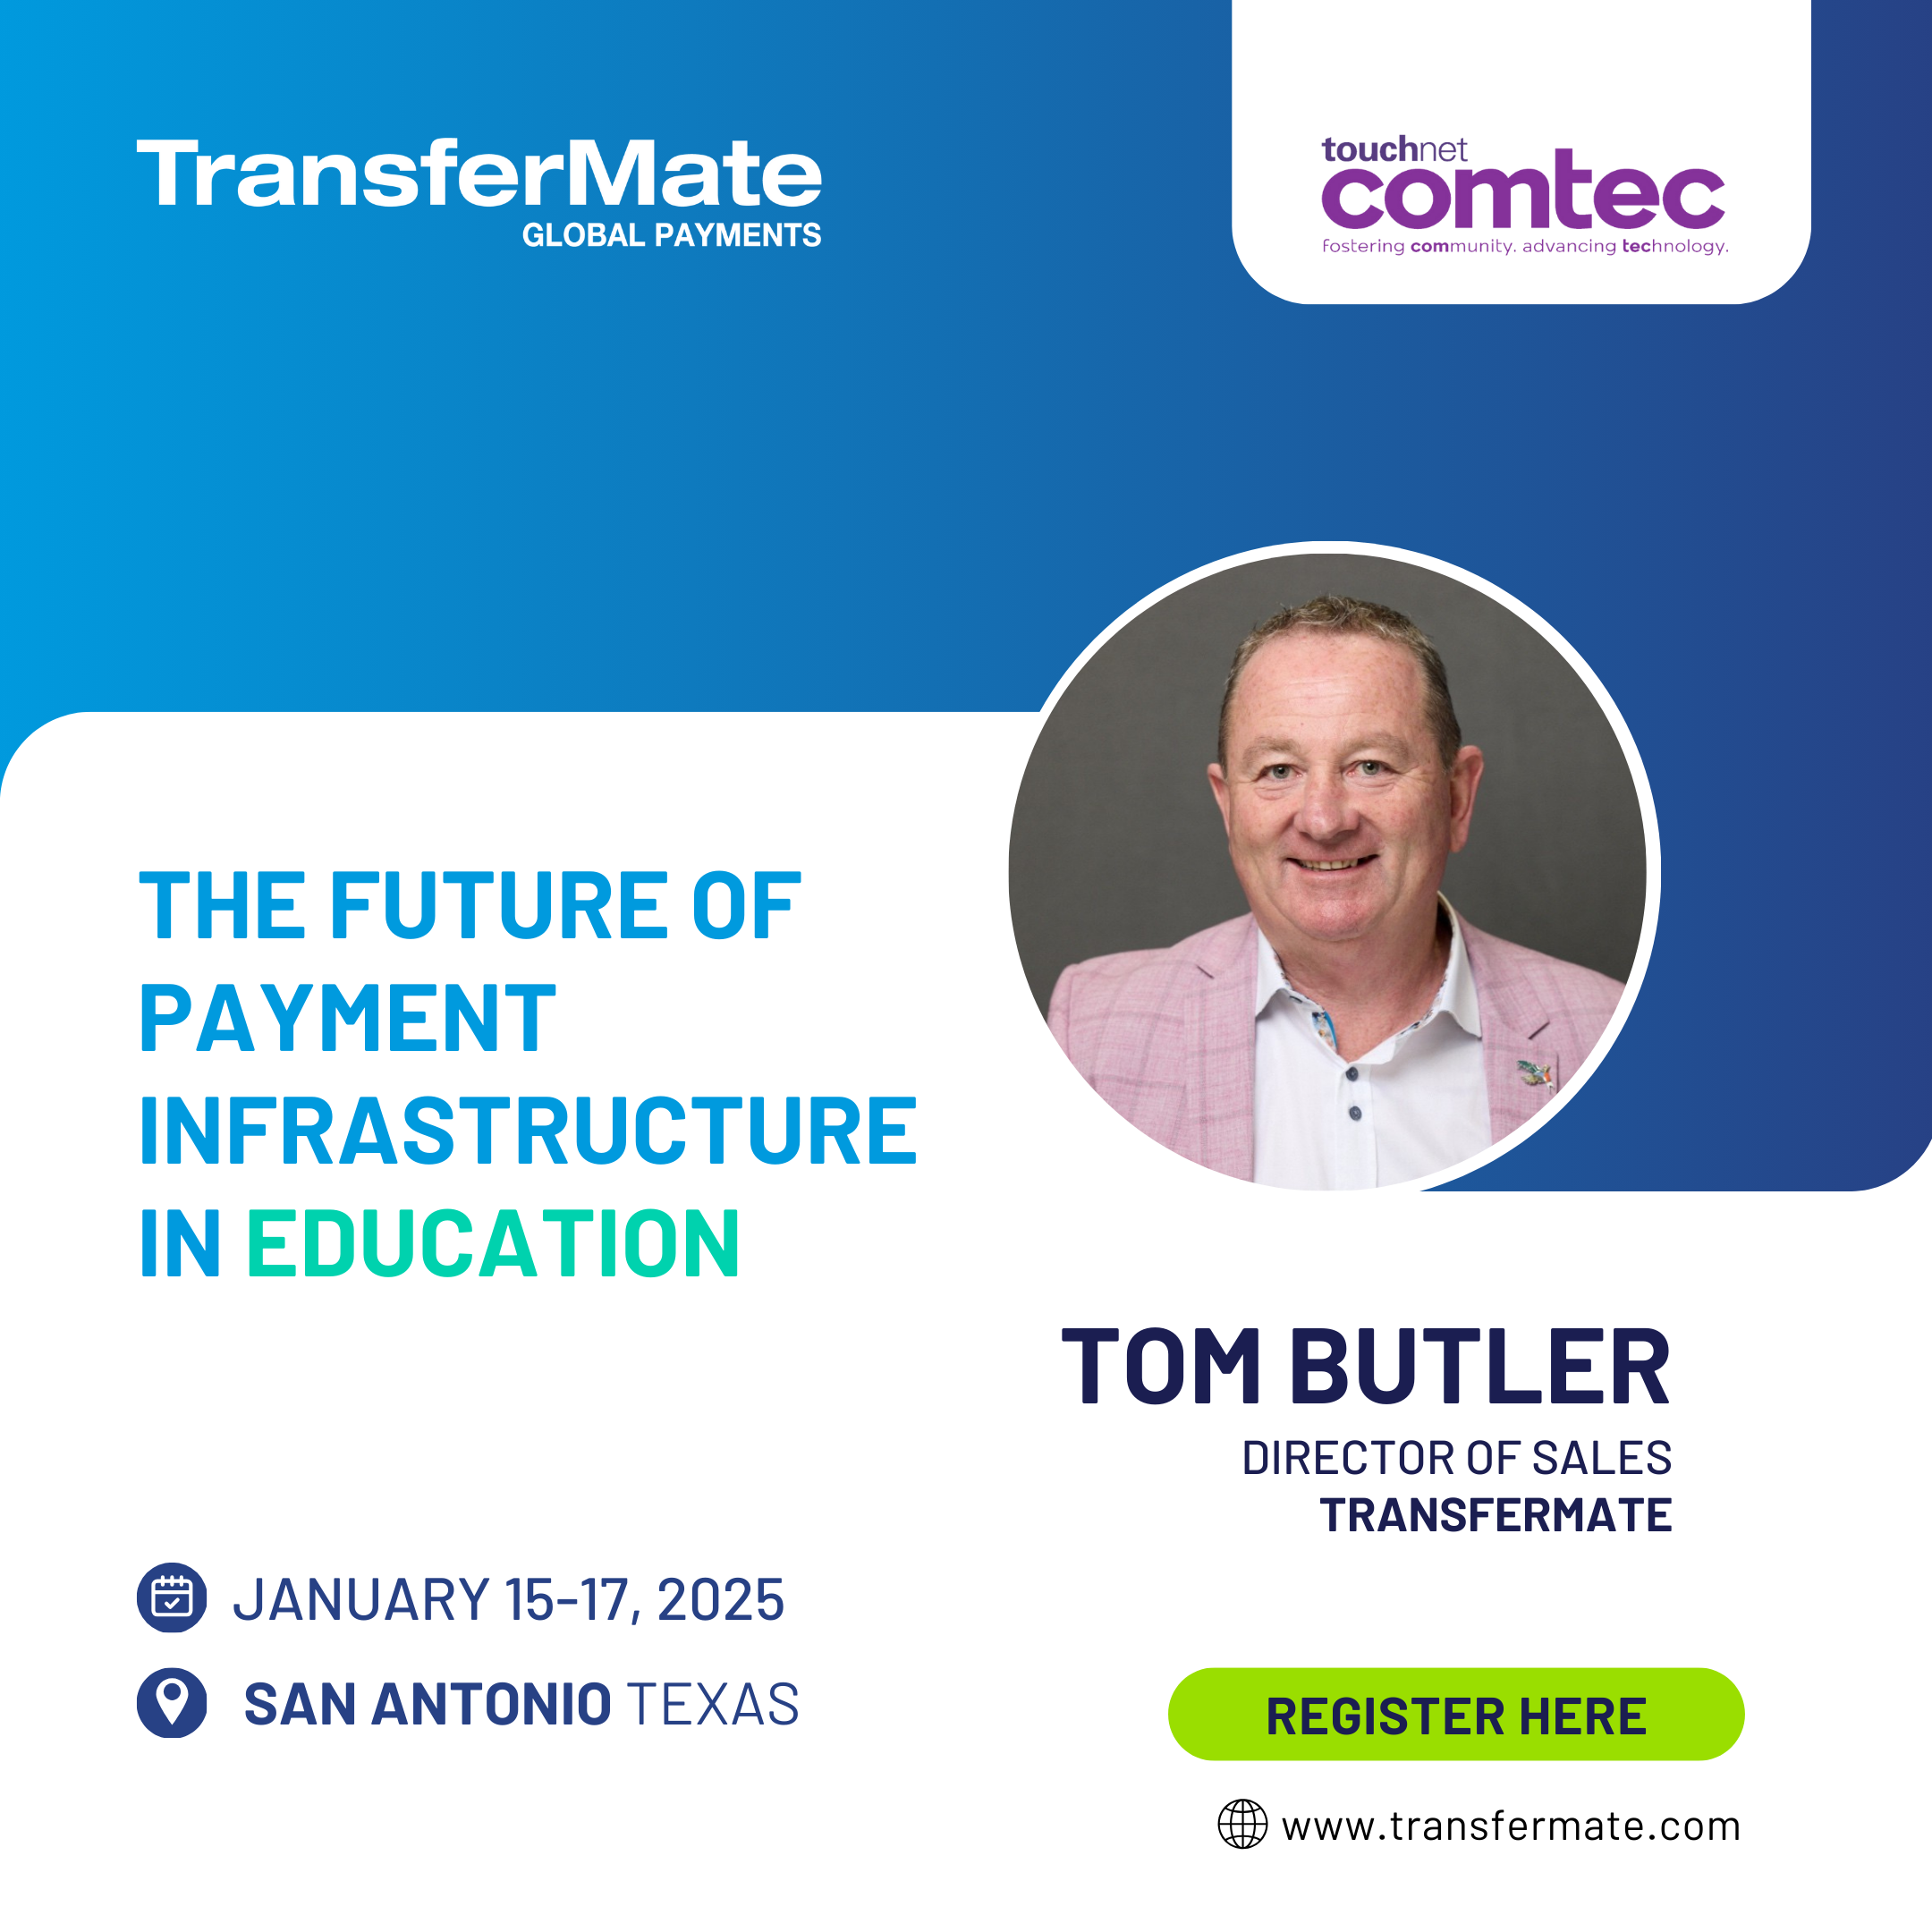 TransferMate
GLOBAL PAYMENTS
touchnet
comtec
fostering community. advancing technology.
THE FUTURE OF
PAYMENT
INFRASTRUCTURE
IN EDUCATION
TOM BUTLER
DIRECTOR OF SALES
TRANSFERMATE
JANUARY 15-17, 2025
SAN ANTONIO TEXAS
REGISTER HERE
www.transfermate.com